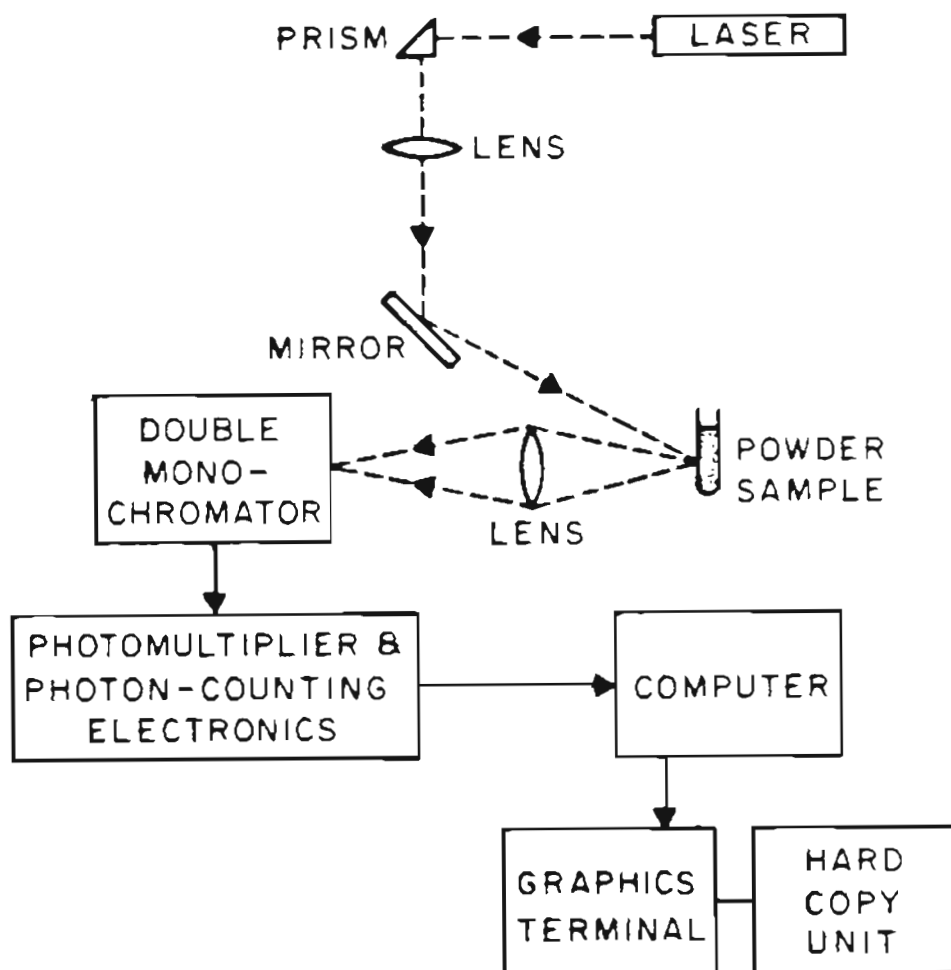 PRISM
LASER
LENS
MIRROR
DOUBLE
MONO-
CHROMATOR
LENS
POWDER
SAMPLE
PHOTOMULTIPLIER &
PHOTON-COUNTING
ELECTRONICS
COMPUTER
GRAPHICS
TERMINAL
HARD
COPY
UNIT